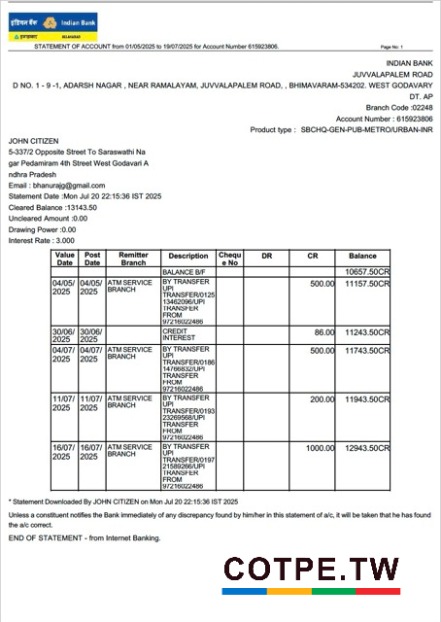 इंडियन बैंक Indian Bank
इलाहाबाद ALLAHABAD
STATEMENT OF ACCOUNT from 01/05/2025 to 19/07/2025 for Account Number 615923806.
Page No: 1
INDIAN BANK
JUVVALAPALEM ROAD
D NO. 1 - 9 -1, ADARSH NAGAR , NEAR RAMALAYAM, JUVVALAPALEM ROAD, , BHIMAVARAM-534202. WEST GODAVARY
DT. AP
Branch Code :02248
Account Number : 615923806
Product type : SBCHQ-GEN-PUB-METRO/URBAN-INR
JOHN CITIZEN
5-337/2 Opposite Street To Saraswathi Na
gar Pedamiram 4th Street West Godavari A
ndhra Pradesh
Email : bhanurajg@gmail.com
Statement Date :Mon Jul 20 22:15:36 IST 2025
Cleared Balance :13143.50
Uncleared Amount :0.00
Drawing Power :0.00
Interest Rate : 3.000
Value Date Post Date Remitter Branch Description Chequ e No DR CR Balance
BALANCE B/F 10657.50CR
04/05/ 04/05/ ATM SERVICE BY TRANSFER 500.00 11157.50CR
2025 2025 BRANCH UPI
TRANSFER/0125
13462096/UPI
TRANSFER
FROM
97216022486
30/06/ 30/06/ CREDIT 86.00 11243.50CR
2025 2025 INTEREST
04/07/ 04/07/ ATM SERVICE BY TRANSFER 500.00 11743.50CR
2025 2025 BRANCH UPI
TRANSFER/0186
14766832/UPI
TRANSFER
FROM
97216022486
11/07/ 11/07/ ATM SERVICE BY TRANSFER 200.00 11943.50CR
2025 2025 BRANCH UPI
TRANSFER/0193
23269568/UPI
TRANSFER
FROM
97216022486
16/07/ 16/07/ ATM SERVICE BY TRANSFER 1000.00 12943.50CR
2025 2025 BRANCH UPI
TRANSFER/0197
21589266/UPI
TRANSFER
FROM
97216022486
* Statement Downloaded By JOHN CITIZEN on Mon Jul 20 22:15:36 IST 2025
Unless a constituent notifies the Bank immediately of any discrepancy found by him/her in this statement of a/c, it will be taken that he has found
the a/c correct.
END OF STATEMENT - from Internet Banking.
COTPE.TW